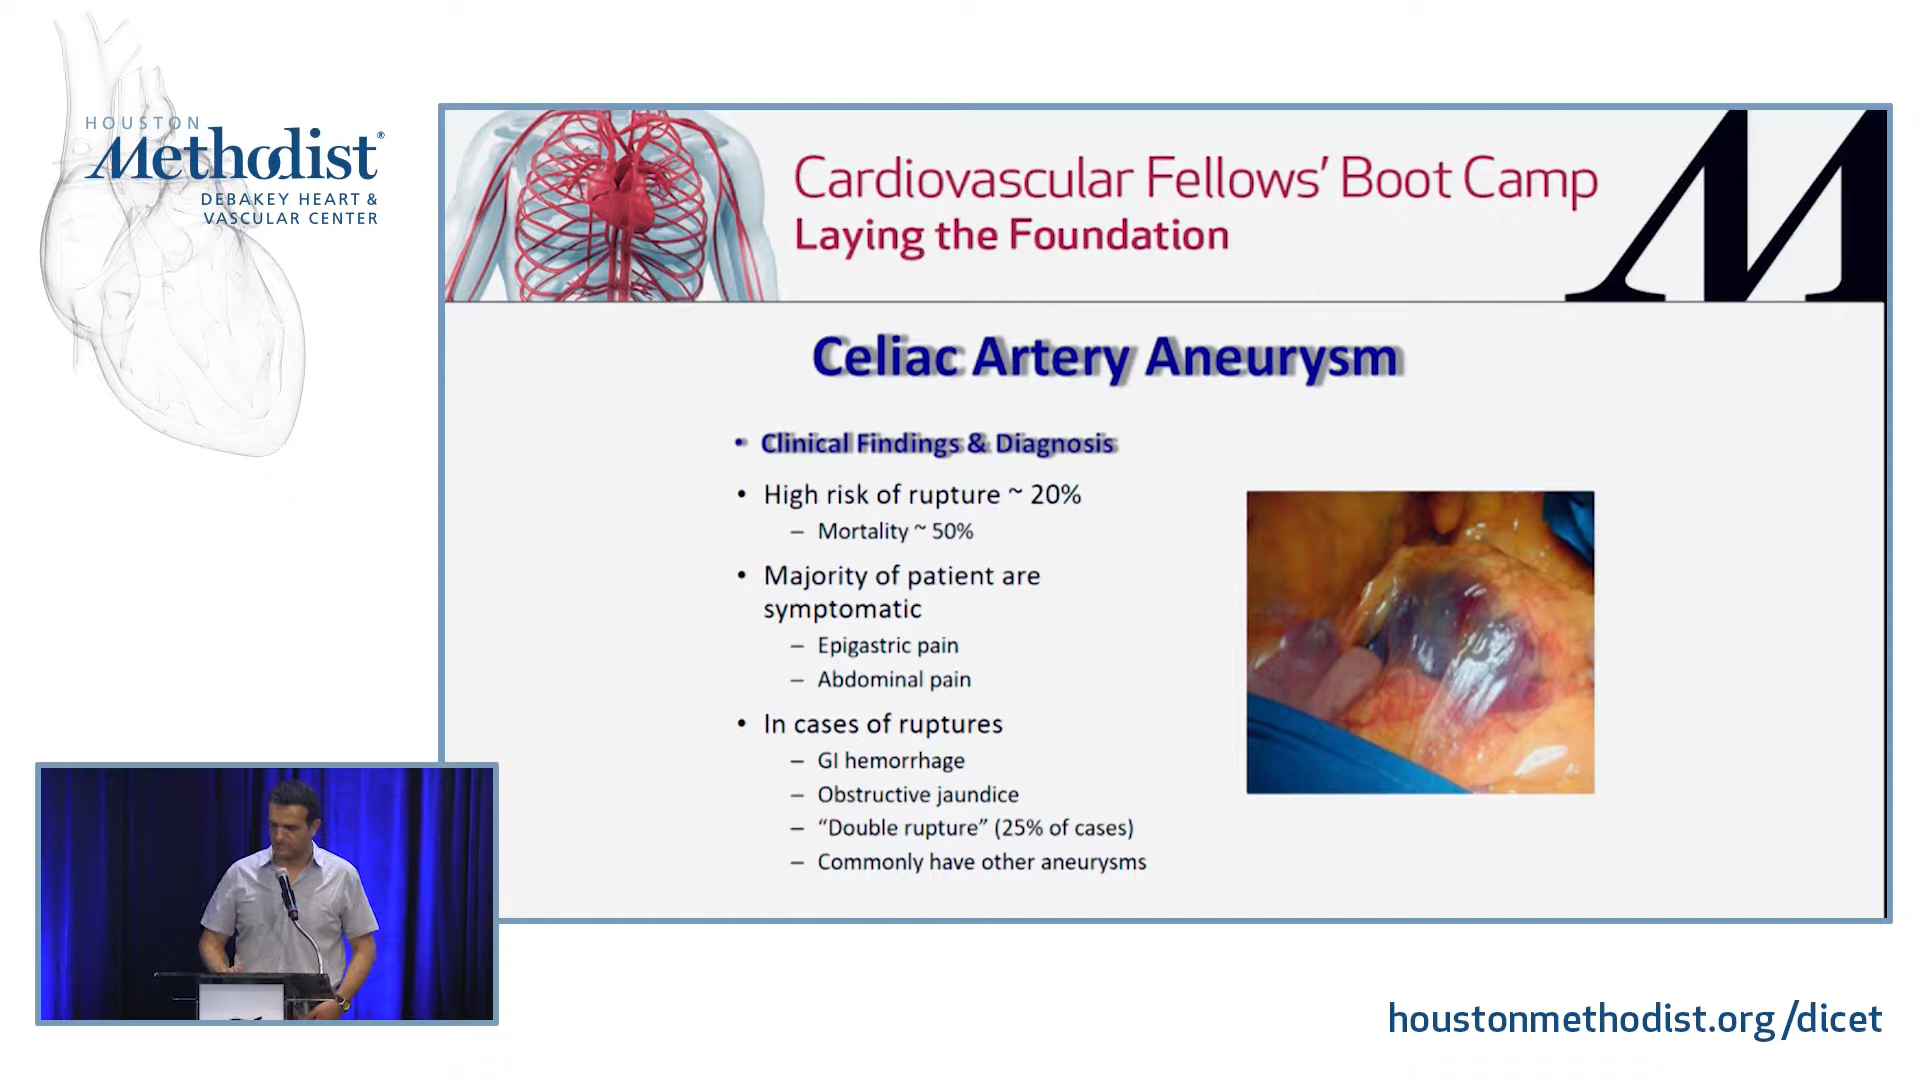 HOUSTON
Methodist®
DEBAKEY HEART &
VASCULAR CENTER
Cardiovascular Fellows' Boot Camp
Laying the Foundation
M
Celiac Artery Aneurysm
• Clinical Findings & Diagnosis
• High risk of rupture ~ 20%
– Mortality ~ 50%
• Majority of patient are
symptomatic
– Epigastric pain
– Abdominal pain
• In cases of ruptures
– GI hemorrhage
– Obstructive jaundice
– “Double rupture” (25% of cases)
– Commonly have other aneurysms
houstonmethodist.org/dicet